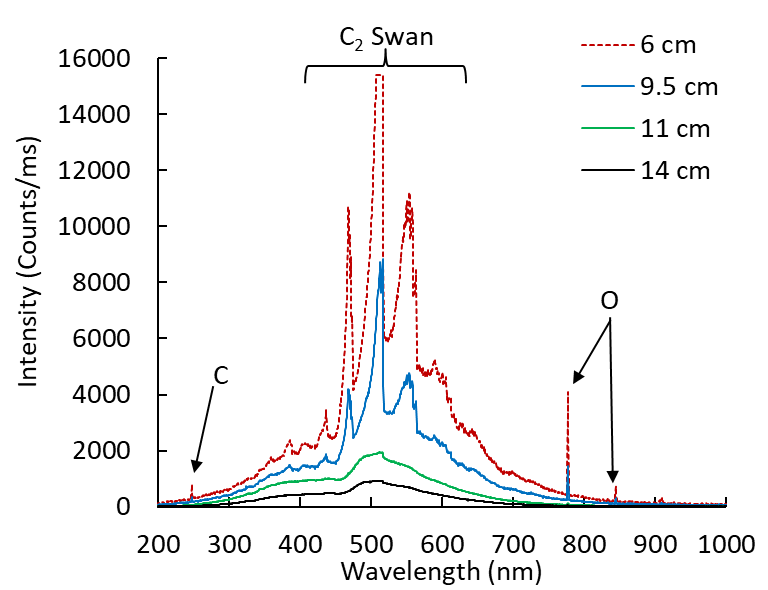 C₂ Swan
6 cm
9.5 cm
11 cm
14 cm
Intensity (Counts/ms)
16000
14000
12000
10000
8000
6000
4000
2000
0
C
O
200 300 400 500 600 700 800 900 1000
Wavelength (nm)